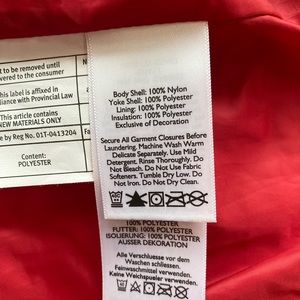 t to be removed until
vered to the consumer
This label is affixed in
liance with Provincial Law
This article contains
NEW MATERIALS ONLY
e by Reg No. 01T-0413204
Content:
POLYESTER
Body Shell: 100% Nylon
Yoke Shell: 100% Polyester
Lining: 100% Polyester
Insulation: 100% Polyester
Exclusive of Decoration
Secure All Garment Closures Before
Laundering. Machine Wash Warm
Delicate Separately. Use Mild
Detergent. Rinse Thoroughly. Do
Not Bleach. Do Not Use Fabric
Softeners. Tumble Dry Low. Do
Not Iron. Do Not Dry Clean.
100% POLYESTER
FUTTER: 100% POLYESTER
ISOLIERUNG: 100% POLYESTER
AUSSER DEKORATION
Alle Verschlüsse vor dem
Waschen schliessen.
Feinwaschmittel verwenden.